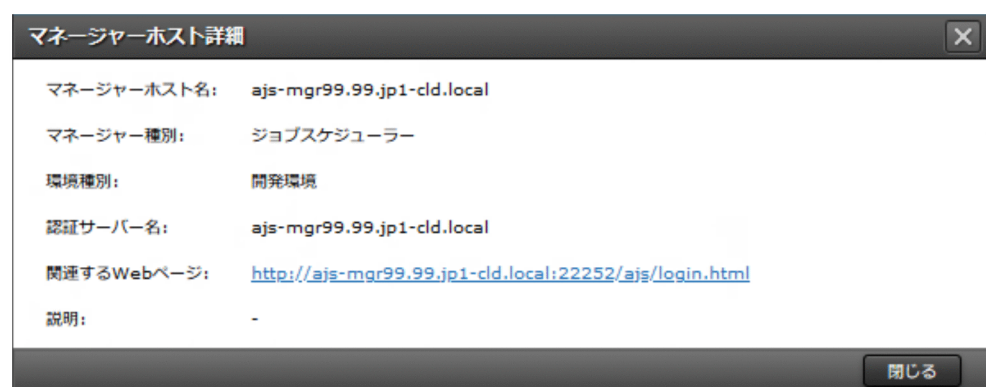 マネージャーホスト詳細
マネージャーホスト名: ajs-mgr99.99.jp1-cld.local
マネージャー種別: ジョブスケジューラー
環境種別: 開発環境
認証サーバー名: ajs-mgr99.99.jp1-cld.local
関連するWebページ: http://ajs-mgr99.99.jp1-cld.local:22252/ajs/login.html
説明: -
閉じる